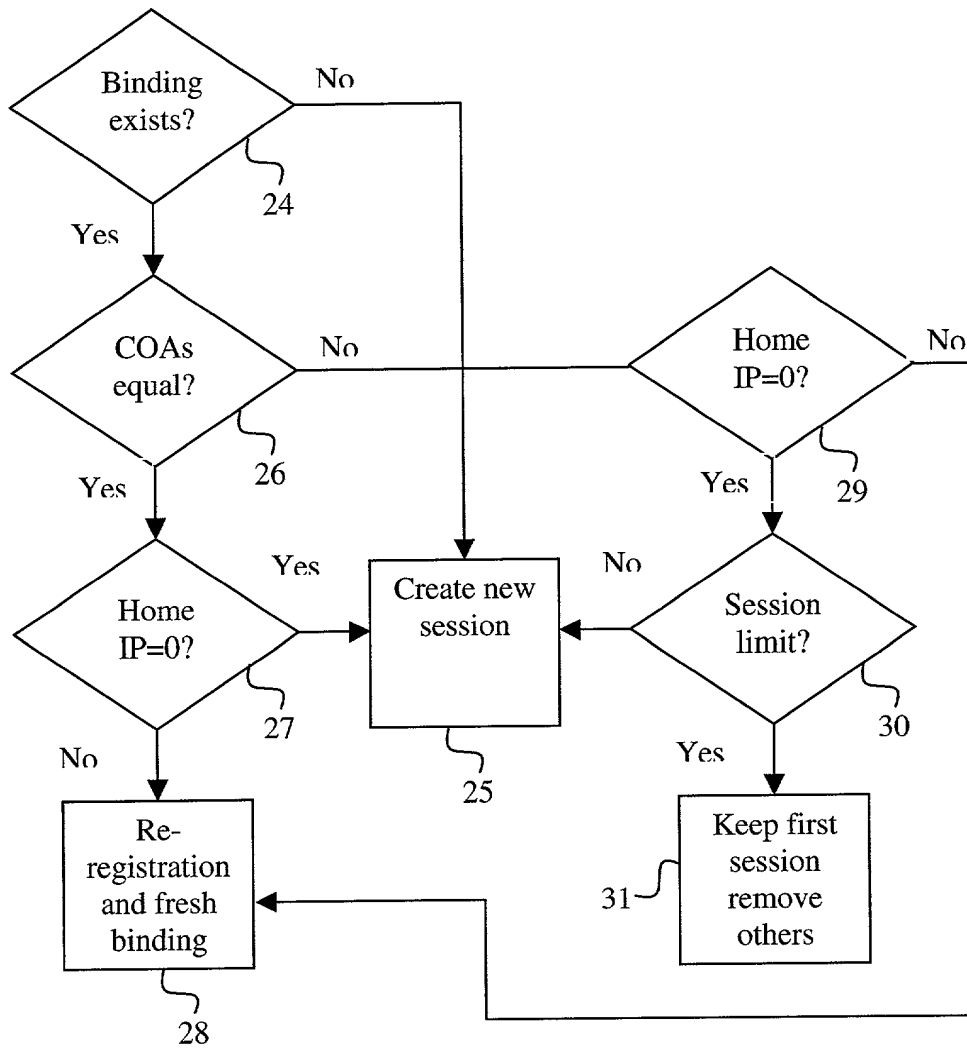 Binding
exists?
No
24
Yes
COAs
equal?
No
26
Home
IP=0?
No
29
Yes
Yes
Home
IP=0?
Yes
27
No
Create new
session
25
No
Session
limit?
30
Yes
Re-
registration
and fresh
binding
28
31
Keep first
session
remove
others